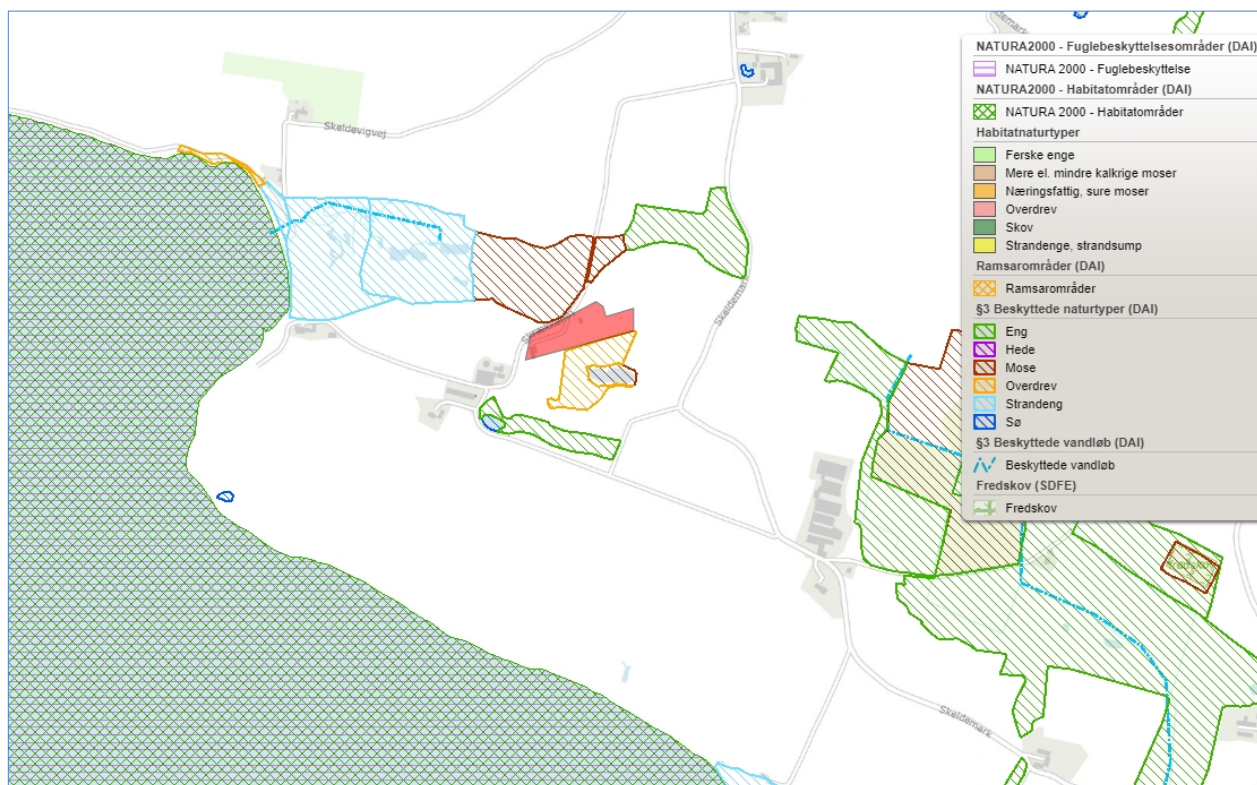 Skeldemark
NATURA2000 - Fuglebeskyttelsesområder (DAI)
NATURA 2000 - Fuglebeskyttelse
NATURA2000 - Habitatområder (DAI)
NATURA 2000 - Habitatområder
Habitatnaturtyper
Ferske enge
Mere el. mindre kalkrige moser
Næringsfattig, sure moser
Overdrev
Skov
Strandenge, strandsump
Ramsarområder (DAI)
Ramsarområder
§3 Beskyttede naturtyper (DAI)
Eng
Hede
Mose
Overdrev
Strandeng
Sø
§3 Beskyttede vandløb (DAI)
Beskyttede vandløb
Fredskov (SDFE)
Fredskov
Skeldevigvej
Skeldemark
Fredskov
Skeldemark